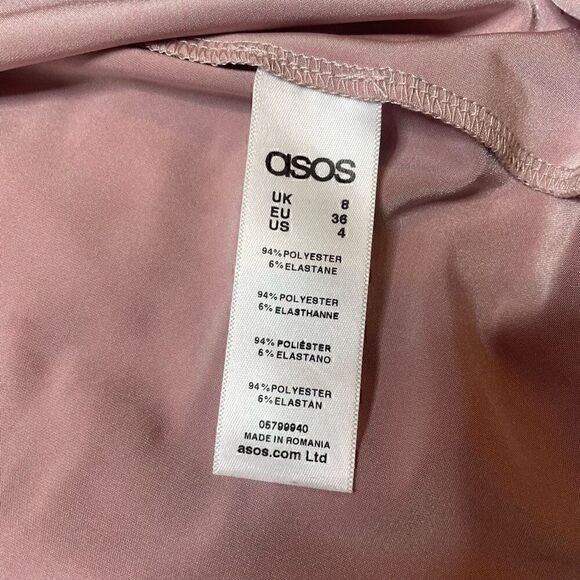 asos
UK 8
EU 36
US 4
94% POLYESTER
6% ELASTANE
94% POLYESTER
6% ELASTHANNE
94% POLIÉSTER
6% ELASTANO
94% POLYESTER
6% ELASTAN
05799940
MADE IN ROMANIA
asos.com Ltd